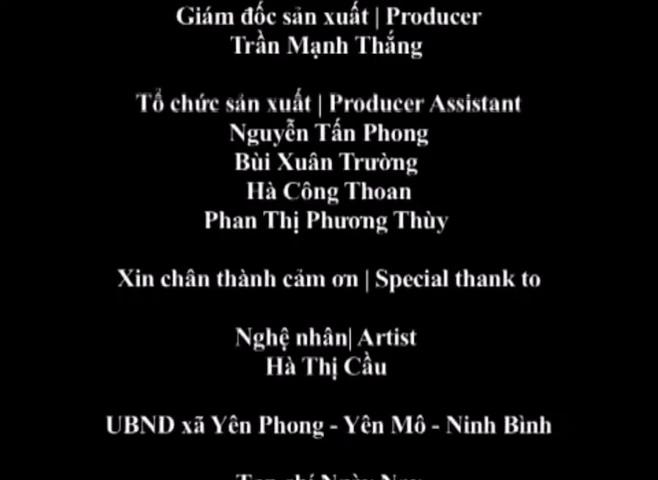 Giám đốc sản xuất | Producer
Trần Mạnh Thắng
Tổ chức sản xuất | Producer Assistant
Nguyễn Tấn Phong
Bùi Xuân Trường
Hà Công Thoan
Phan Thị Phương Thùy
Xin chân thành cảm ơn | Special thank to
Nghệ nhân| Artist
Hà Thị Cầu
UBND xã Yên Phong - Yên Mô - Ninh Bình